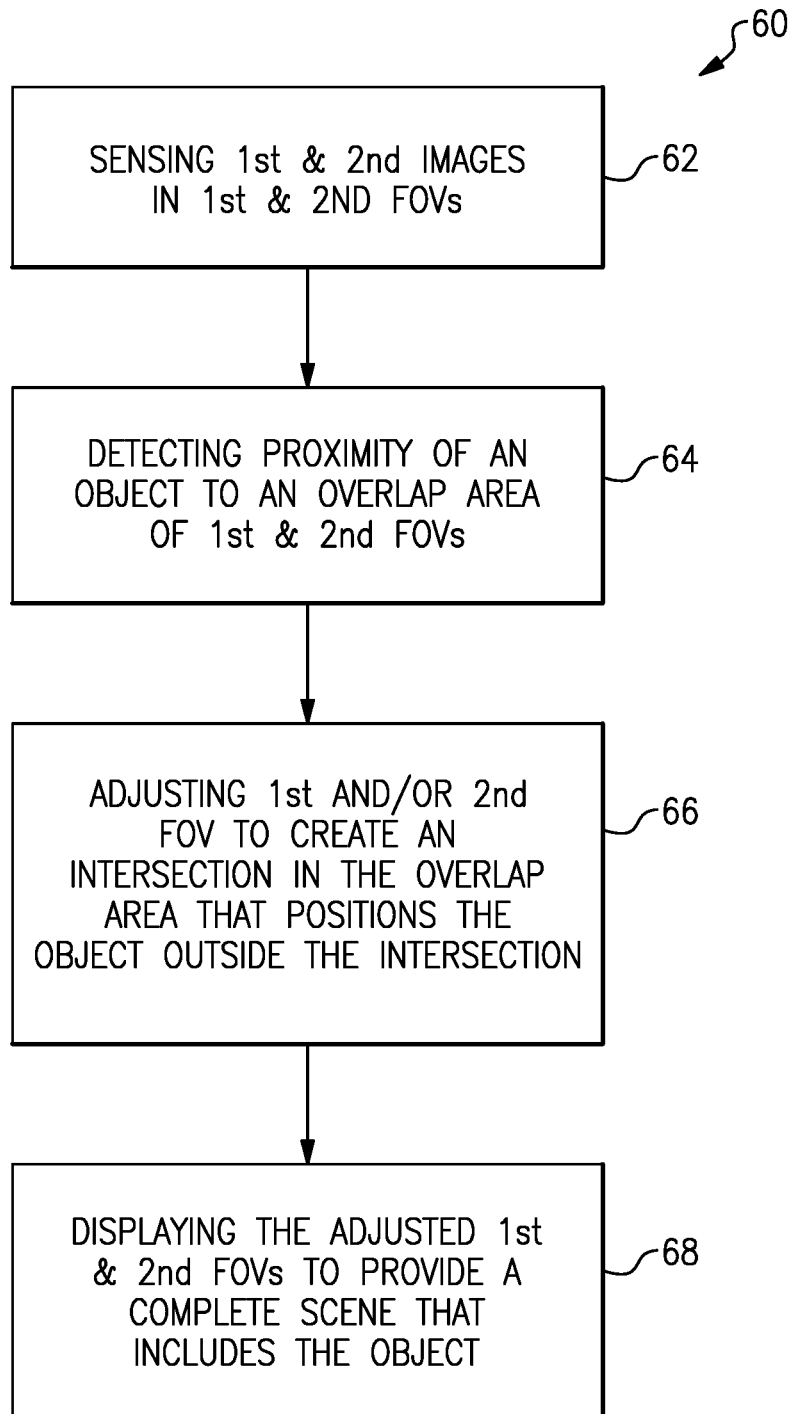 60
SENSING 1st & 2nd IMAGES
IN 1st & 2ND FOVs
62
DETECTING PROXIMITY OF AN
OBJECT TO AN OVERLAP AREA
OF 1st & 2nd FOVs
64
ADJUSTING 1st AND/OR 2nd
FOV TO CREATE AN
INTERSECTION IN THE OVERLAP
AREA THAT POSITIONS THE
OBJECT OUTSIDE THE INTERSECTION
66
DISPLAYING THE ADJUSTED 1st
& 2nd FOVs TO PROVIDE A
COMPLETE SCENE THAT
INCLUDES THE OBJECT
68